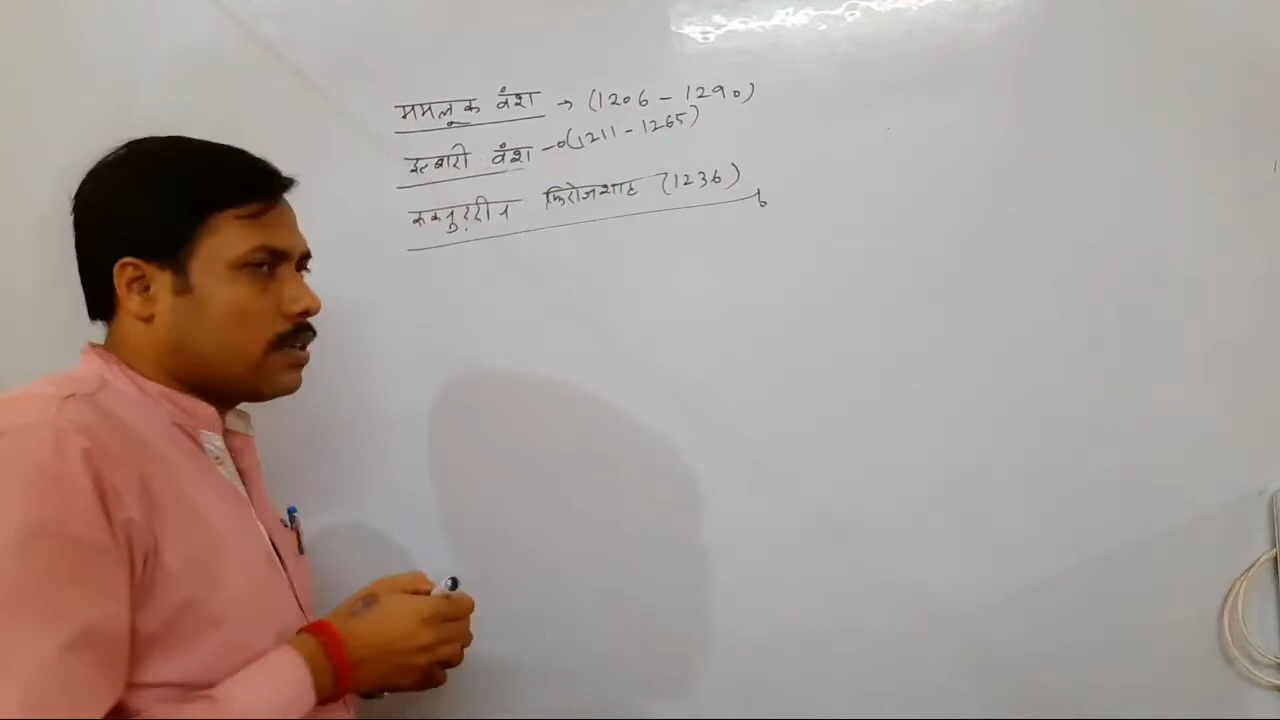 ममलूक वंश → (1206 - 1290)
इल्बारी वंश → (1211 - 1265)
रुकनुद्दीन फिरोजशाह (1236)